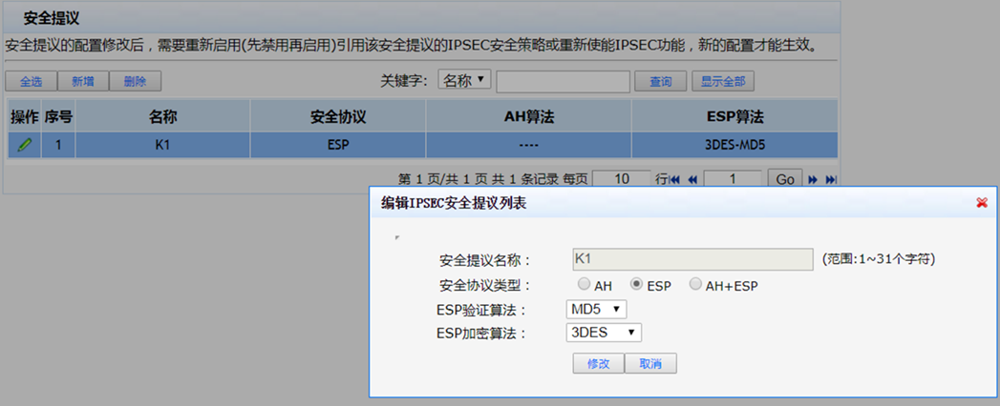 安全提议
安全提议的配置修改后，需要重新启用(先禁用再启用)引用该安全提议的IPSEC安全策略或重新使能IPSEC功能，新的配置才能生效。
全选 新增 删除 关键字： 名称 查询 显示全部
操作 序号 名称 安全协议 AH算法 ESP算法
1 K1 ESP ---- 3DES-MD5
第 1 页/共 1 页 共 1 条记录 每页 10 行 1 Go
编辑IPSEC安全提议列表
安全提议名称： K1 (范围:1~31个字符)
安全协议类型： AH ESP AH+ESP
ESP验证算法： MD5
ESP加密算法： 3DES
修改 取消